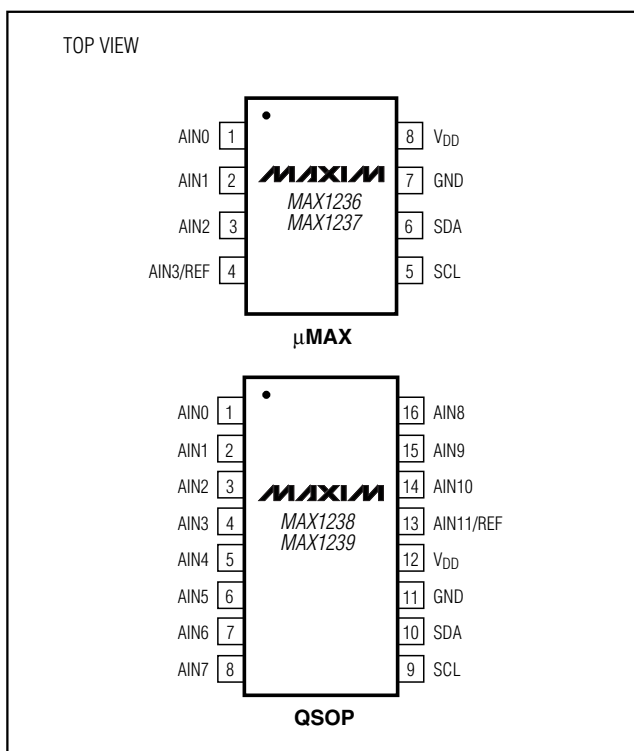 TOP VIEW
AIN0 1 8 VDD
AIN1 2 MAXIM 7 GND
MAX1236
AIN2 3 MAX1237 6 SDA
AIN3/REF 4 5 SCL
μMAX
AIN0 1 16 AIN8
AIN1 2 15 AIN9
AIN2 3 MAXIM 14 AIN10
AIN3 4 MAX1238 13 AIN11/REF
MAX1239
AIN4 5 12 VDD
AIN5 6 11 GND
AIN6 7 10 SDA
AIN7 8 9 SCL
QSOP